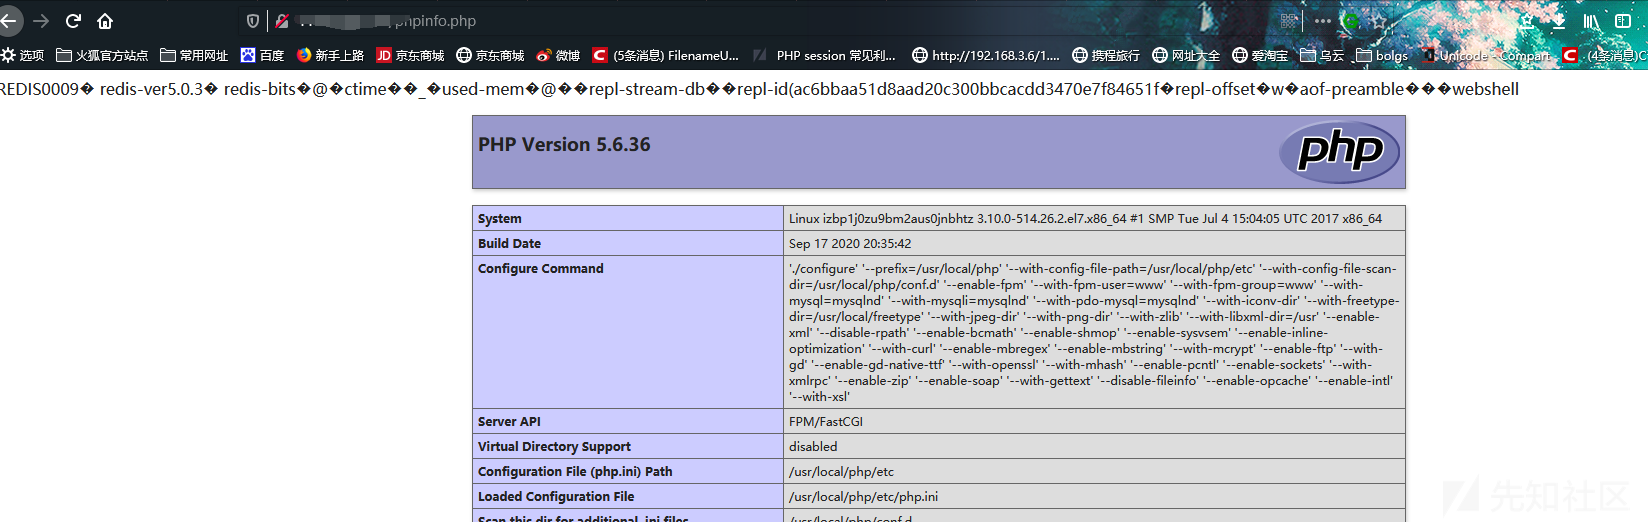 phpinfo.php
选项 火狐官方站点 常用网址 百度 新手上路 JD 京东商城 京东商城 微博 C (5条消息) FilenameU... PHP session 常见利... http://192.168.3.6/1.... 携程旅行 网址大全 爱淘宝 乌云 bolgs Unicode - Compart C (4条消息)C
REDIS0009� redis-ver5.0.3� redis-bits�@�ctime��_�used-mem�@��repl-stream-db��repl-id(ac6bbaa51d8aad20c300bbcacdd3470e7f84651f�repl-offset�w�aof-preamble���webshell
PHP Version 5.6.36
php
System Linux izbp1j0zu9bm2aus0jnbhtz 3.10.0-514.26.2.el7.x86_64 #1 SMP Tue Jul 4 15:04:05 UTC 2017 x86_64
Build Date Sep 17 2020 20:35:42
Configure Command './configure' '--prefix=/usr/local/php' '--with-config-file-path=/usr/local/php/etc' '--with-config-file-scan-
dir=/usr/local/php/conf.d' '--enable-fpm' '--with-fpm-user=www' '--with-fpm-group=www' '--with-
mysql=mysqlnd' '--with-mysqli=mysqlnd' '--with-pdo-mysql=mysqlnd' '--with-iconv-dir' '--with-freetype-
dir=/usr/local/freetype' '--with-jpeg-dir' '--with-png-dir' '--with-zlib' '--with-libxml-dir=/usr' '--enable-
xml' '--disable-rpath' '--enable-bcmath' '--enable-shmop' '--enable-sysvsem' '--enable-inline-
optimization' '--with-curl' '--enable-mbregex' '--enable-mbstring' '--with-mcrypt' '--enable-ftp' '--with-
gd' '--enable-gd-native-ttf' '--with-openssl' '--with-mhash' '--enable-pcntl' '--enable-sockets' '--with-
xmlrpc' '--enable-zip' '--enable-soap' '--with-gettext' '--disable-fileinfo' '--enable-opcache' '--enable-intl'
'--with-xsl'
Server API FPM/FastCGI
Virtual Directory Support disabled
Configuration File (php.ini) Path /usr/local/php/etc
Loaded Configuration File /usr/local/php/etc/php.ini
Scan this dir for additional .ini files /usr/local/php/conf.d
先知社区